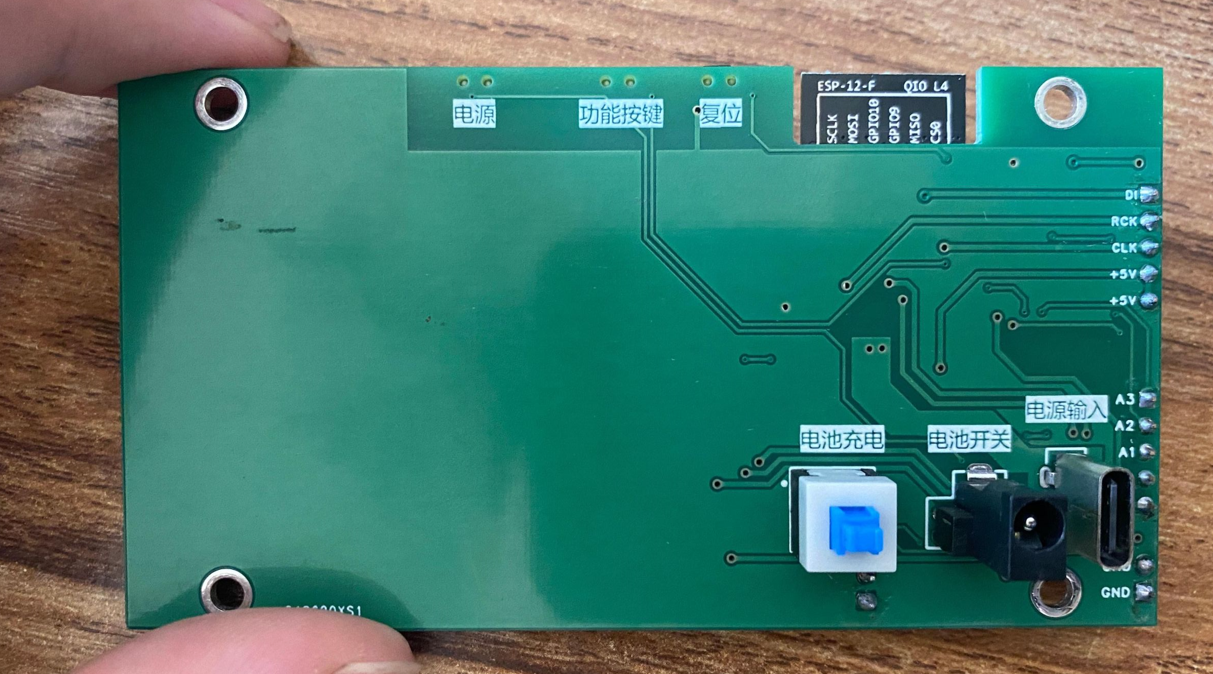 ESP-12-F QIO L4
电源 功能按键 复位
SCLK
MOSI
GPIO10
GPIO9
MISO
CS0
DI
RCK
CLK
+5V
+5V
电源输入
A3
A2
电池充电 电池开关
A1
GND